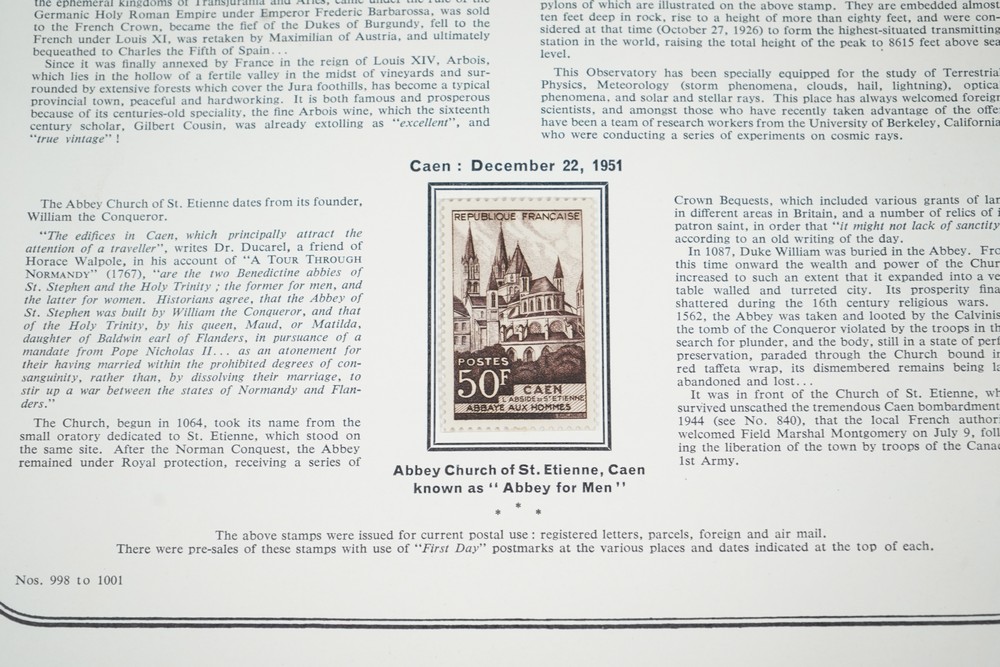 the ephemeral kingdoms of Transjurania and Arles, came under the rule of the
Germanic Holy Roman Empire under Emperor Frederic Barbarossa, was sold
to the French Crown, became the fief of the Dukes of Burgundy, fell to the
French under Louis XI, was retaken by Maximilian of Austria, and ultimately
bequeathed to Charles the Fifth of Spain...
Since it was finally annexed by France in the reign of Louis XIV, Arbois,
which lies in the hollow of a fertile valley in the midst of vineyards and sur-
rounded by extensive forests which cover the Jura foothills, has become a typical
provincial town, peaceful and hardworking. It is both famous and prosperous
because of its centuries-old speciality, the fine Arbois wine, which the sixteenth
century scholar, Gilbert Cousin, was already extolling as "excellent", and
"true vintage" !
pylons of which are illustrated on the above stamp. They are embedded almost
ten feet deep in rock, rise to a height of more than eighty feet, and were con-
sidered at that time (October 27, 1926) to form the highest-situated transmitting
station in the world, raising the total height of the peak to 8615 feet above sea
level.
This Observatory has been specially equipped for the study of Terrestrial
Physics, Meteorology (storm phenomena, clouds, hail, lightning), optical
phenomena, and solar and stellar rays. This place has always welcomed foreign
scientists, and amongst those who have recently taken advantage of the offer
have been a team of research workers from the University of Berkeley, California,
who were conducting a series of experiments on cosmic rays.
Caen : December 22, 1951
The Abbey Church of St. Etienne dates from its founder,
William the Conqueror.
"The edifices in Caen, which principally attract the
attention of a traveller", writes Dr. Ducarel, a friend of
Horace Walpole, in his account of "A TOUR THROUGH
NORMANDY" (1767), "are the two Benedictine abbies of
St. Stephen and the Holy Trinity ; the former for men, and
the latter for women. Historians agree, that the Abbey of
St. Stephen was built by William the Conqueror, and that
of the Holy Trinity, by his queen, Maud, or Matilda,
daughter of Baldwin earl of Flanders, in pursuance of a
mandate from Pope Nicholas II... as an atonement for
their having married within the prohibited degrees of con-
sanguinity, rather than, by dissolving their marriage, to
stir up a war between the states of Normandy and Flan-
ders."
The Church, begun in 1064, took its name from the
small oratory dedicated to St. Etienne, which stood on
the same site. After the Norman Conquest, the Abbey
remained under Royal protection, receiving a series of
REPUBLIQUE FRANÇAISE
POSTES
50F
CAEN
L'ABSIDE DE ST ETIENNE
ABBAYE AUX HOMMES
Abbey Church of St. Etienne, Caen
known as "Abbey for Men"
* * *
Crown Bequests, which included various grants of
in different areas in Britain, and a number of relics of
patron saint, in order that "it might not lack of sanctity
according to an old writing of the day.
In 1087, Duke William was buried in the Abbey.
this time onward the wealth and power of the
increased to such an extent that it expanded into a
table walled and turreted city. Its prosperity
shattered during the 16th century religious wars.
1562, the Abbey was taken and looted by the
the tomb of the Conqueror violated by the troops in
search for plunder, and the body, still in a state of
preservation, paraded through the Church bound
red taffeta wrap, its dismembered remains being
abandoned and lost...
It was in front of the Church of St. Etienne,
survived unscathed the tremendous Caen bombardment
1944 (see No. 840), that the local French
welcomed Field Marshal Montgomery on July 9,
ing the liberation of the town by troops of the
1st Army.
The above stamps were issued for current postal use : registered letters, parcels, foreign and air mail.
There were pre-sales of these stamps with use of "First Day" postmarks at the various places and dates indicated at the top of each.
Nos. 998 to 1001